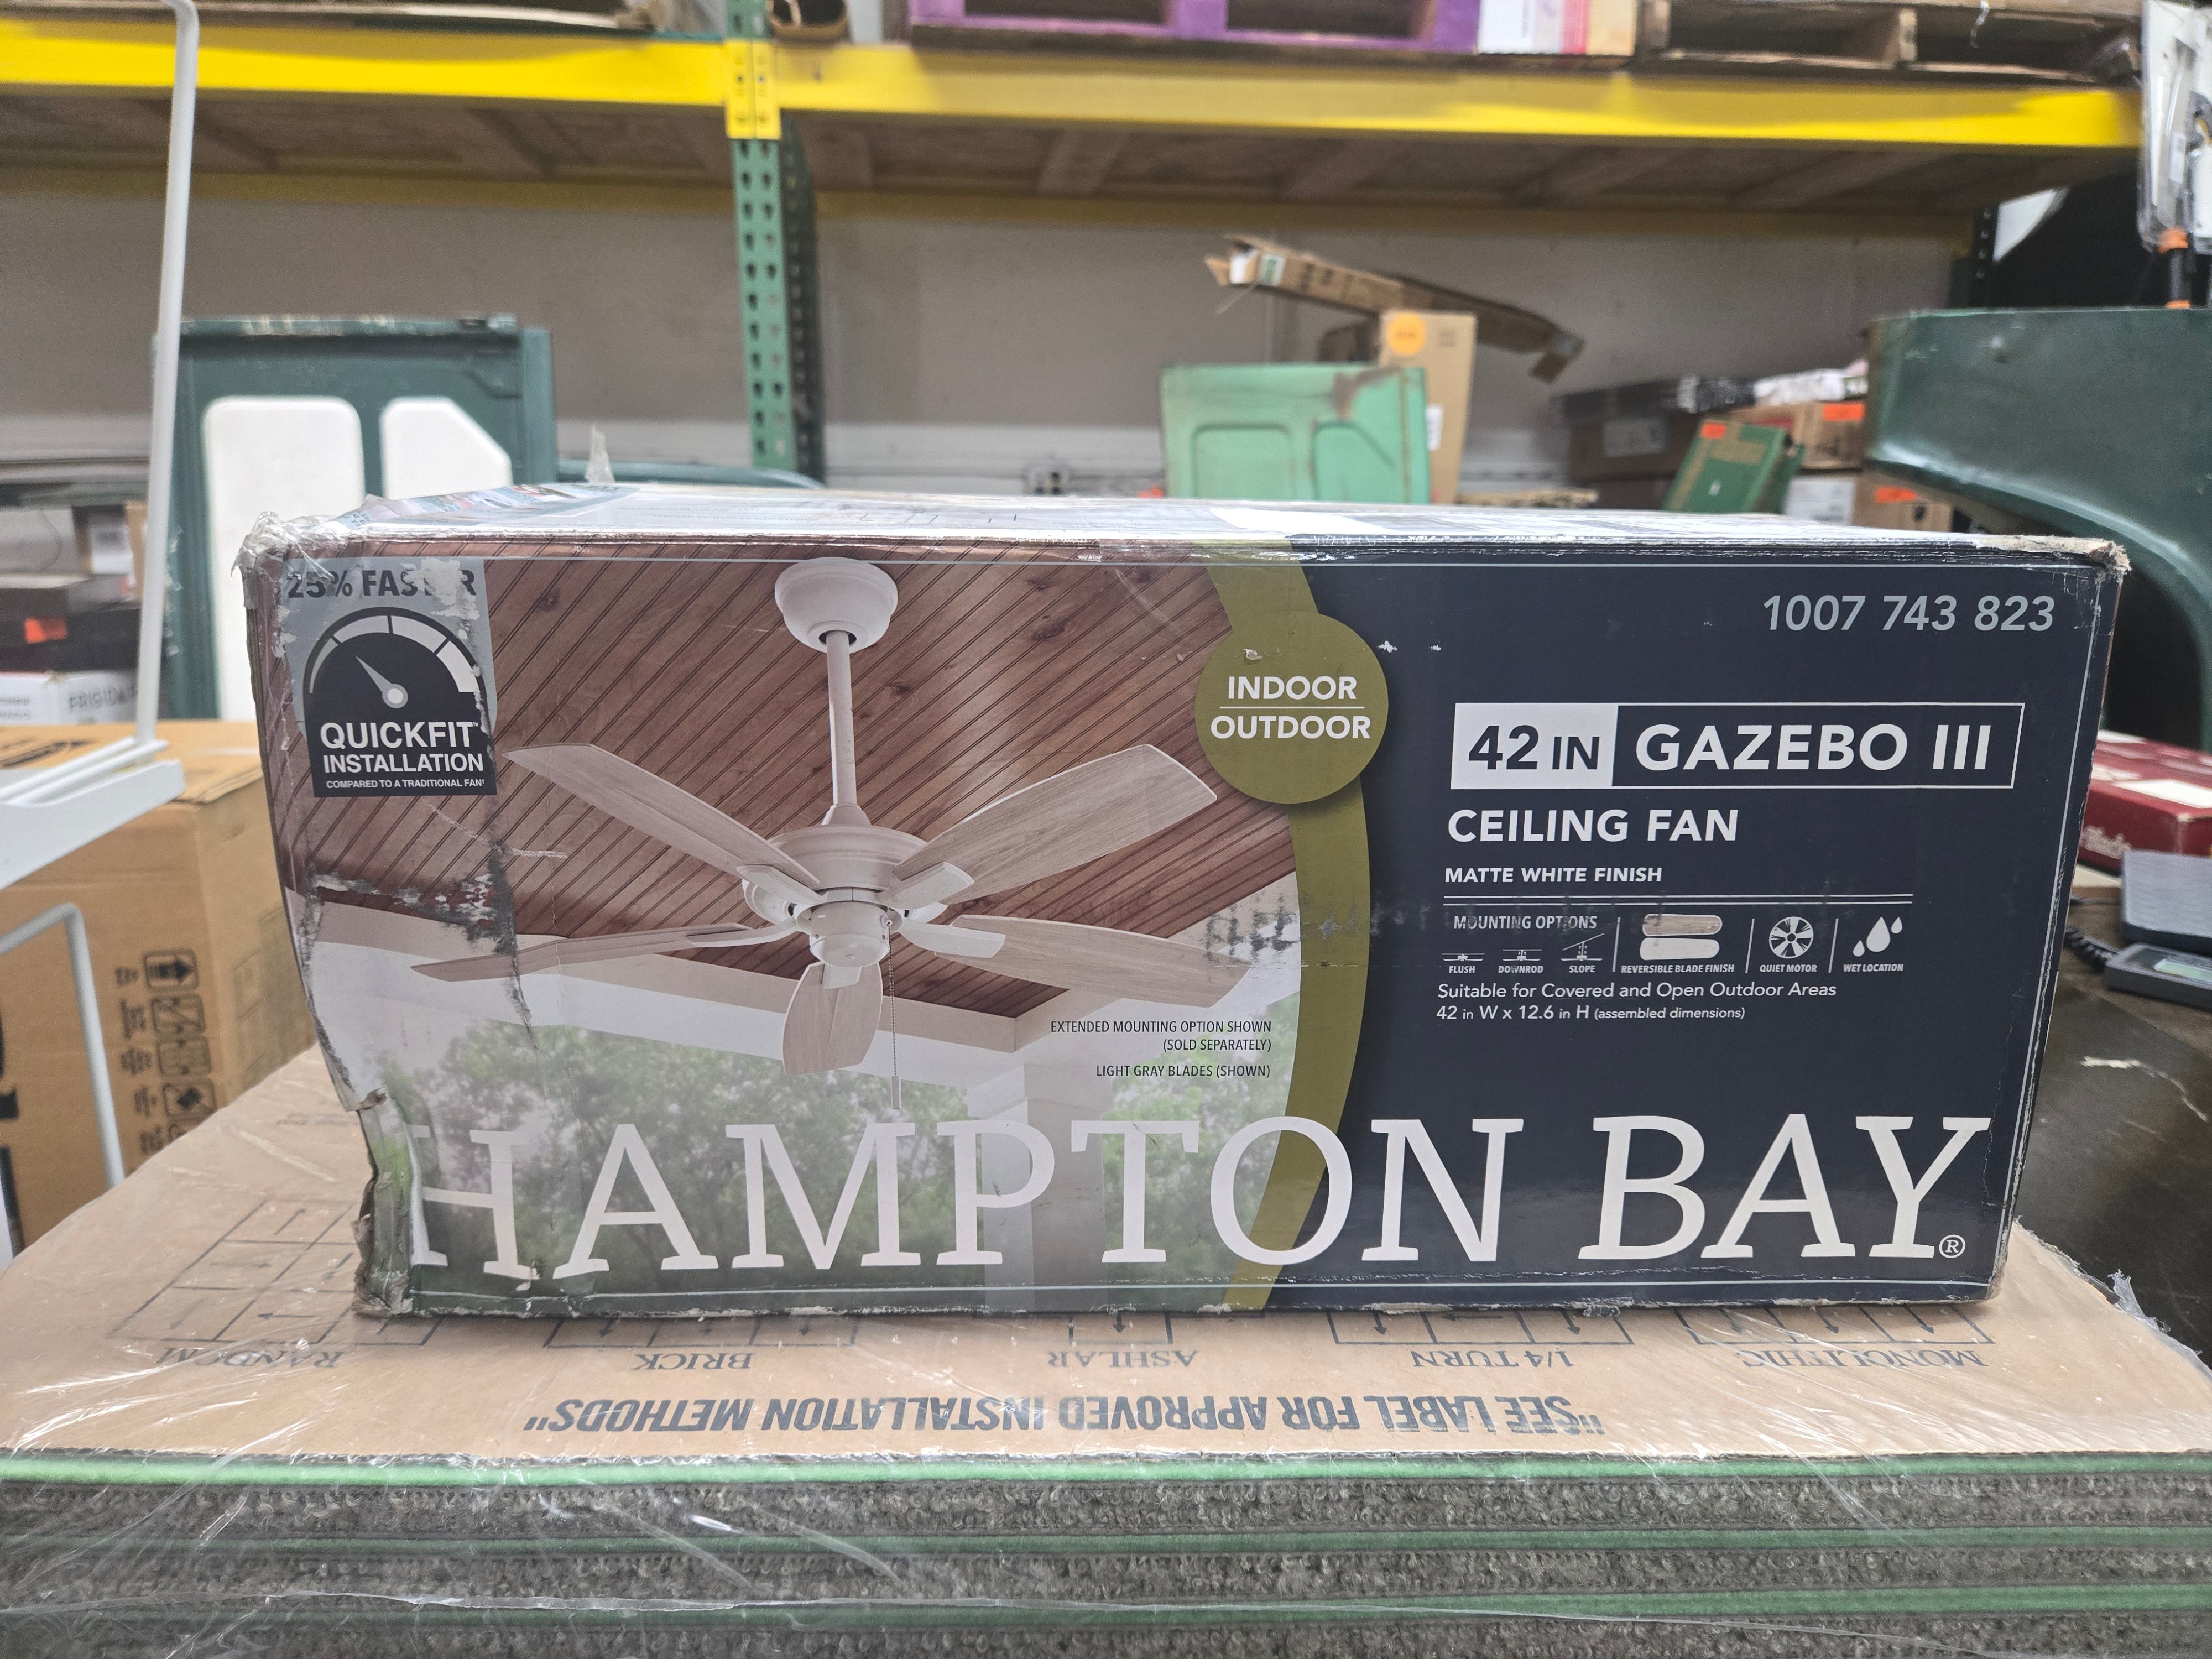 25% FASTER
QUICKFIT™
INSTALLATION
COMPARED TO A TRADITIONAL FAN¹
INDOOR
OUTDOOR
1007 743 823
42 IN GAZEBO III
CEILING FAN
MATTE WHITE FINISH
MOUNTING OPTIONS
FLUSH DOWNROD SLOPE REVERSIBLE BLADE FINISH QUIET MOTOR WET LOCATION
Suitable for Covered and Open Outdoor Areas
42 in W x 12.6 in H (assembled dimensions)
EXTENDED MOUNTING OPTION SHOWN
(SOLD SEPARATELY)
LIGHT GRAY BLADES (SHOWN)
HAMPTON BAY®
FRIGIDA
RANDOM BRICK ASHLAR 1/4 TURN MONOLITHIC
"SEE LABEL FOR APPROVED INSTALLATION METHODS"